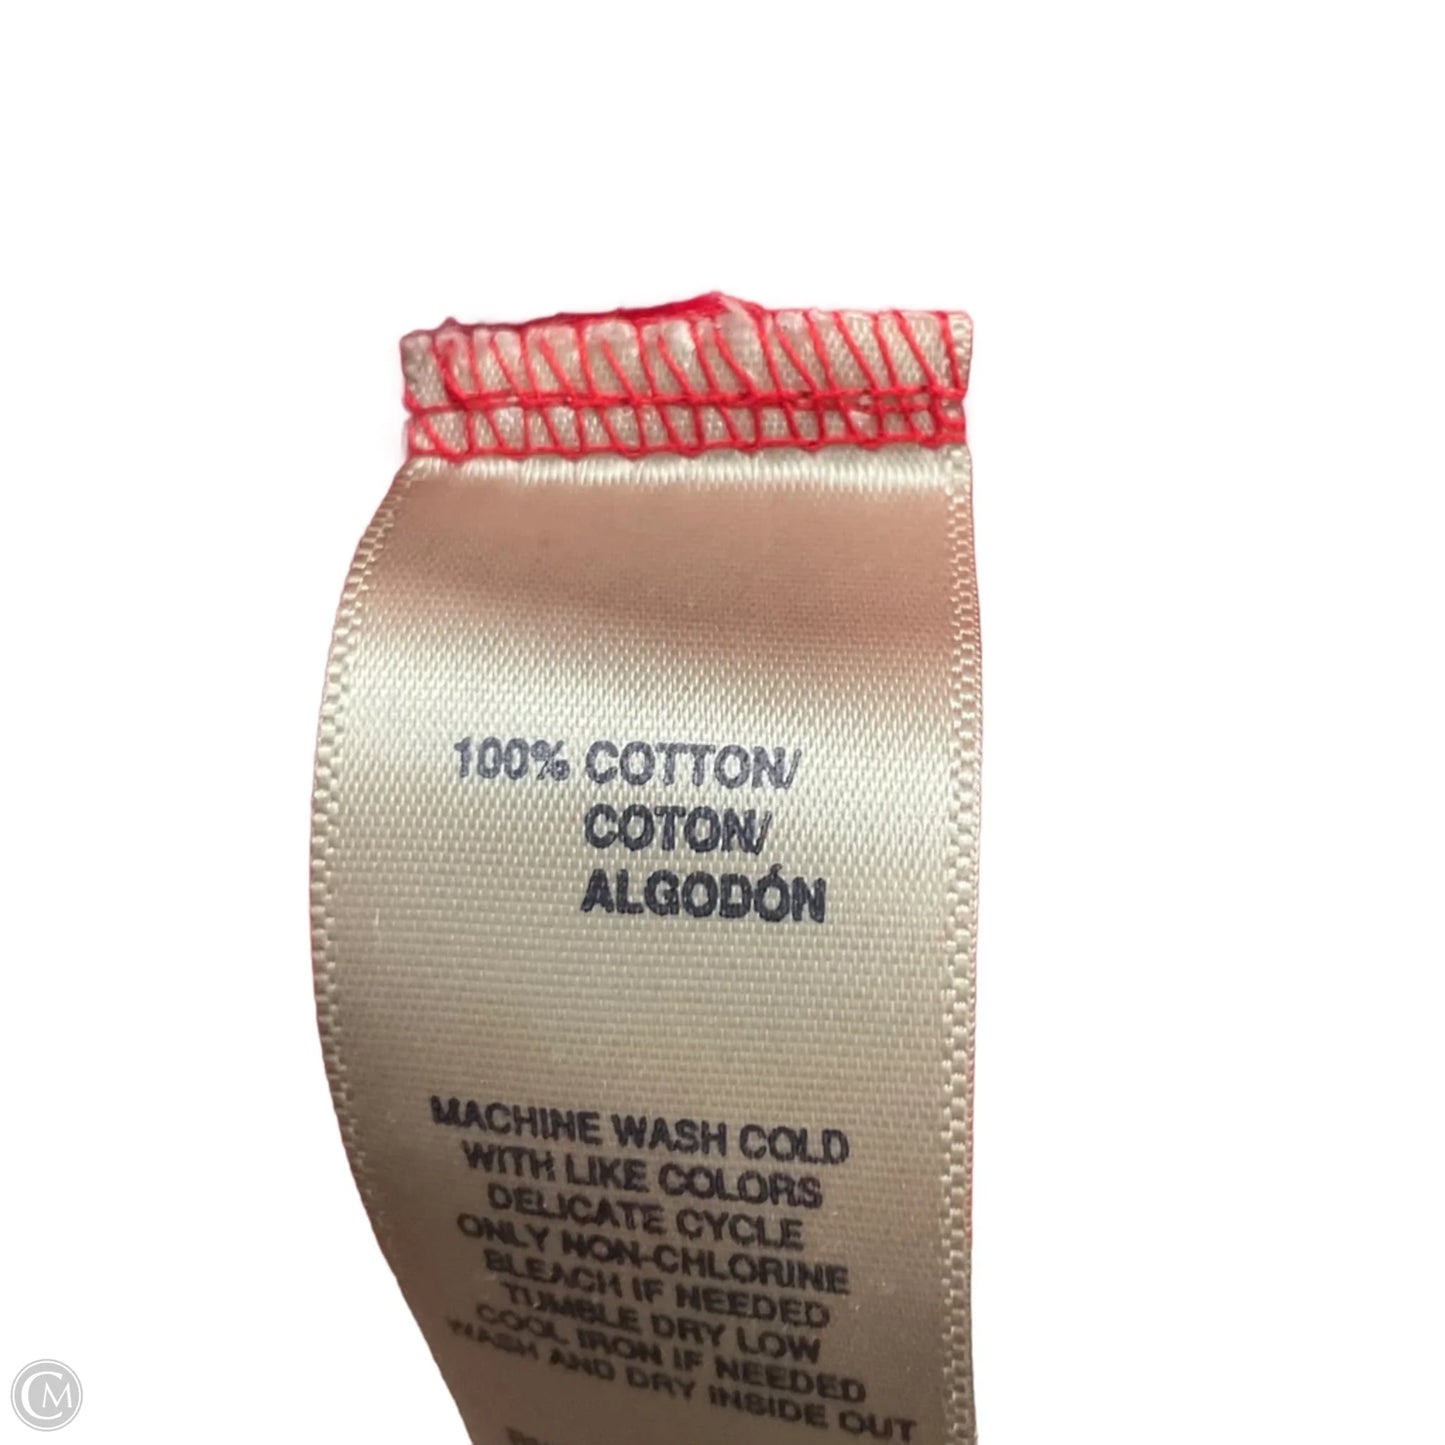 100% COTTON/
COTON/
ALGODÓN
MACHINE WASH COLD
WITH LIKE COLORS
DELICATE CYCLE
ONLY NON-CHLORINE
BLEACH IF NEEDED
TUMBLE DRY LOW
COOL IRON IF NEEDED
WASH AND DRY INSIDE OUT
CM